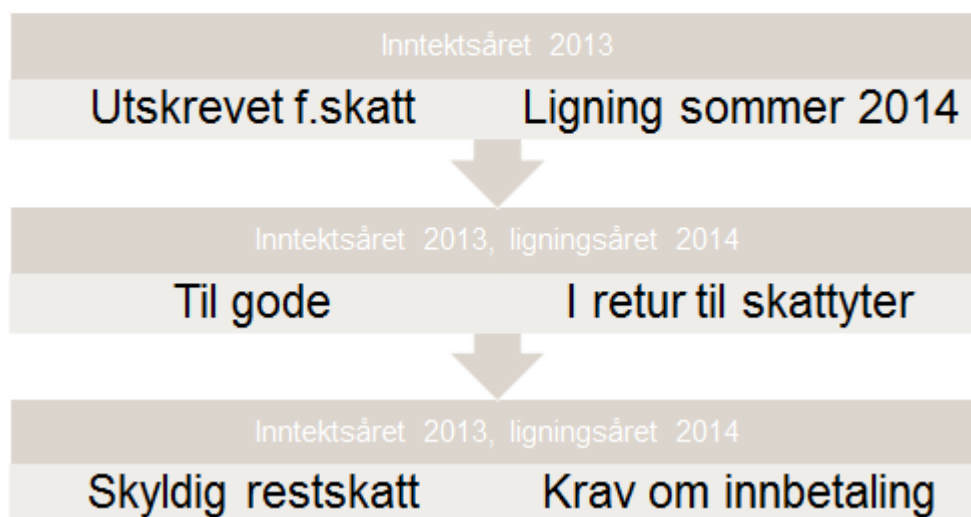 Inntektsåret 2013
Utskrevet f.skatt Ligning sommer 2014
Inntektsåret 2013, ligningsåret 2014
Til gode I retur til skattyter
Inntektsåret 2013, ligningsåret 2014
Skyldig restskatt Krav om innbetaling